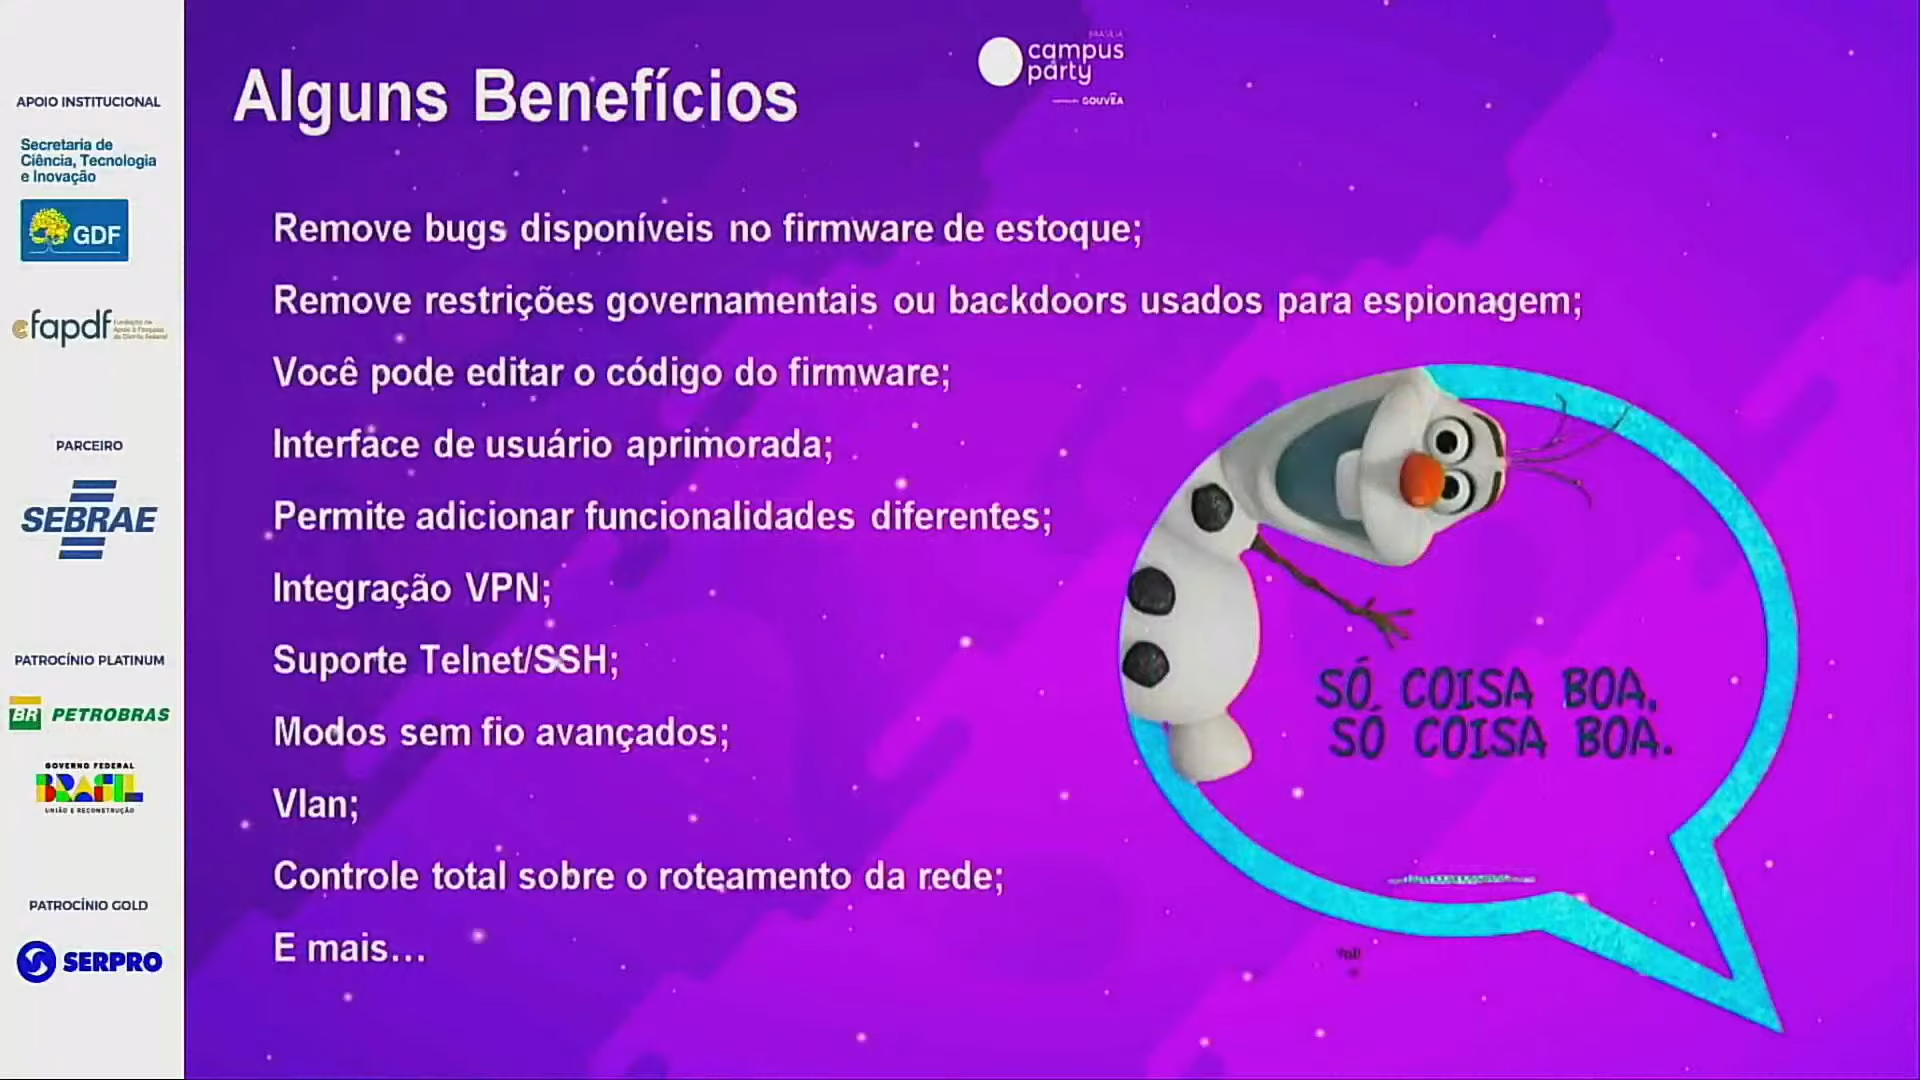 APOIO INSTITUCIONAL
Secretaria de
Ciência, Tecnologia
e Inovação
GDF
fapdf
PARCEIRO
SEBRAE
PATROCÍNIO PLATINUM
BR PETROBRAS
GOVERNO FEDERAL
BRASIL
UNIÃO E RECONSTRUÇÃO
PATROCÍNIO GOLD
SERPRO
BRASÍLIA
campus
party
GOUVÊA
Alguns Benefícios
Remove bugs disponíveis no firmware de estoque;
Remove restrições governamentais ou backdoors usados para espionagem;
Você pode editar o código do firmware;
Interface de usuário aprimorada;
Permite adicionar funcionalidades diferentes;
Integração VPN;
Suporte Telnet/SSH;
Modos sem fio avançados;
Vlan;
Controle total sobre o roteamento da rede;
E mais...
SÓ COISA BOA,
SÓ COISA BOA.